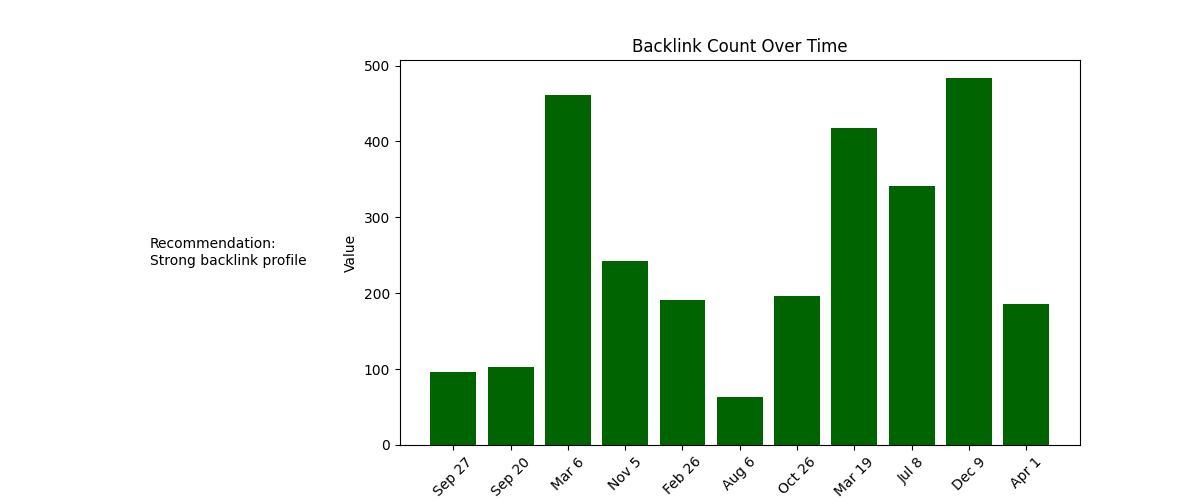 Backlink Count Over Time
Recommendation:
Strong backlink profile
Value
500
400
300
200
100
0
Sep 27
Sep 20
Mar 6
Nov 5
Feb 26
Aug 6
Oct 26
Mar 19
Jul 8
Dec 9
Apr 1